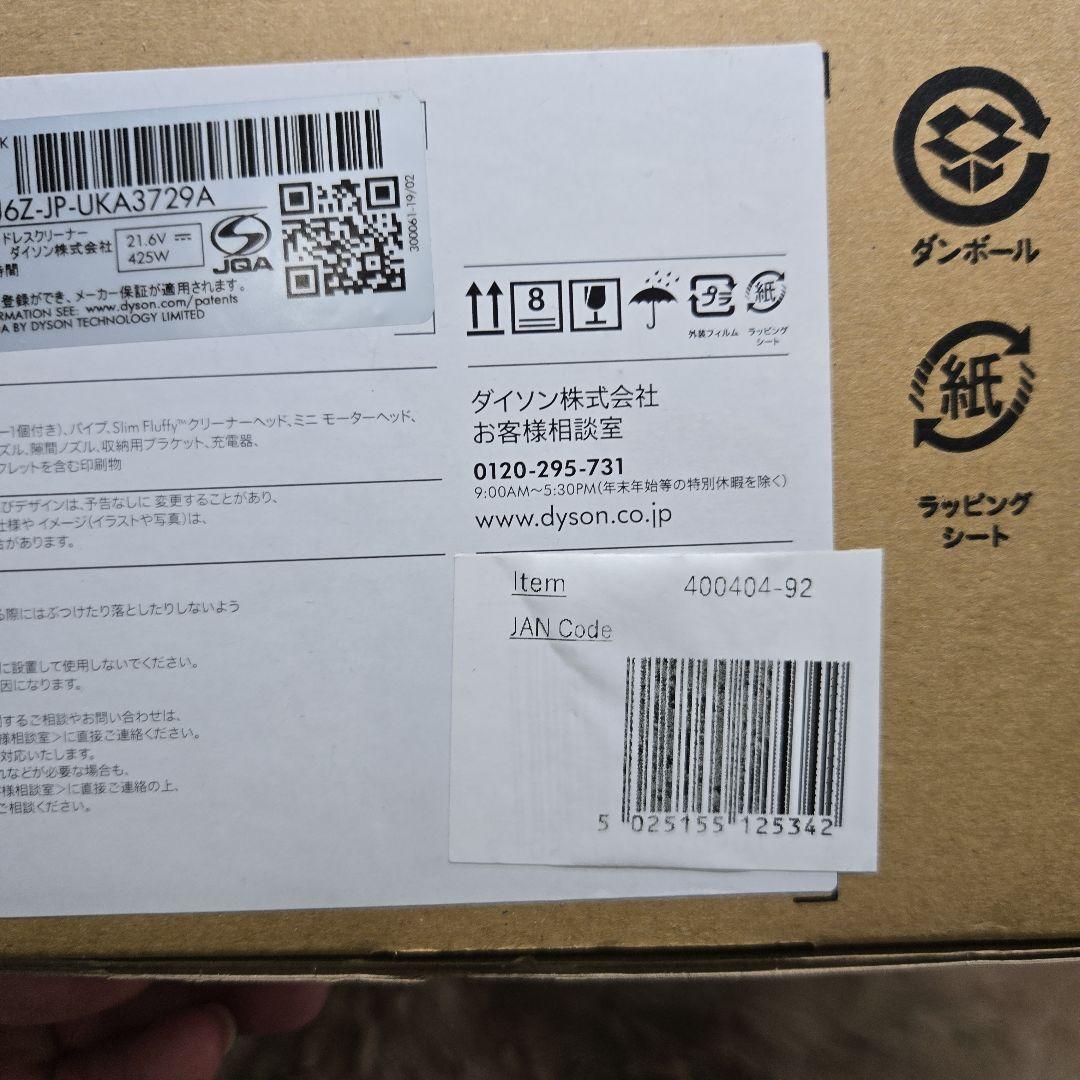 K
J6Z-JP-UKA3729A
ドレスクリーナー
ダイソン株式会社
時間
21.6V
425W
JQA
300061-19/02
登録ができ、メーカー保証が適用されます。
RMATION SEE: www.dyson.com/patents
A BY DYSON TECHNOLOGY LIMITED
8
プラ
紙
外装フィルム
ラッピング
シート
ー1個付き)、パイプ、Slim Fluffy™クリーナーヘッド、ミニ モーターヘッド、
ズル、隙間ノズル、収納用ブラケット、充電器、
フレットを含む印刷物
びデザインは、予告なしに変更することがあり、
仕様や イメージ(イラストや写真)は、
合があります。
る際にはぶつけたり落としたりしないよう
に設置して使用しないでください。
因になります。
するご相談やお問い合わせは、
様相談室>に直接ご連絡ください。
対応いたします。
れなどが必要な場合も、
客様相談室>に直接ご連絡の上、
ご相談ください。
ダイソン株式会社
お客様相談室
0120-295-731
9:00AM~5:30PM(年末年始等の特別休暇を除く)
www.dyson.co.jp
Item 400404-92
JAN Code
5 025155 125342
ダンボール
紙
ラッピング
シート